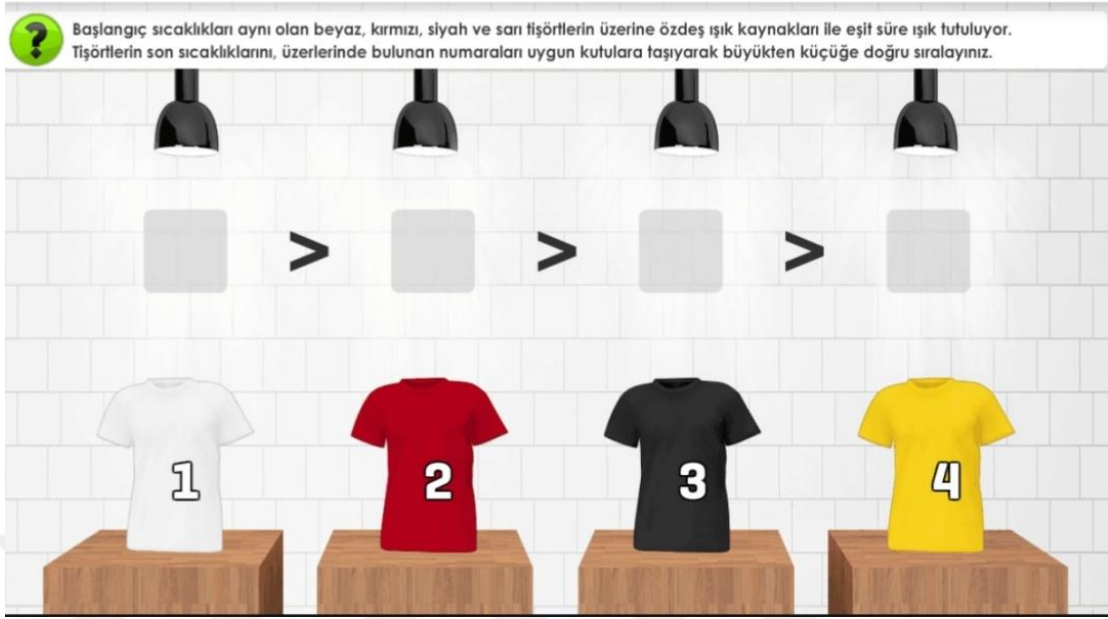 ?
Başlangıç sıcaklıkları aynı olan beyaz, kırmızı, siyah ve sarı tişörtlerin üzerine özdeş ışık kaynakları ile eşit süre ışık tutuluyor.
Tişörtlerin son sıcaklıklarını, üzerlerinde bulunan numaraları uygun kutulara taşıyarak büyükten küçüğe doğru sıralayınız.
> > >
1 2 3 4